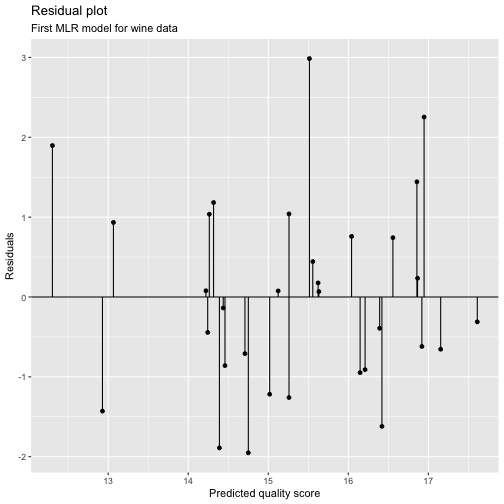 Residual plot
First MLR model for wine data
3
2
1
0
-1
-2
Residuals
13
14
15
16
17
Predicted quality score